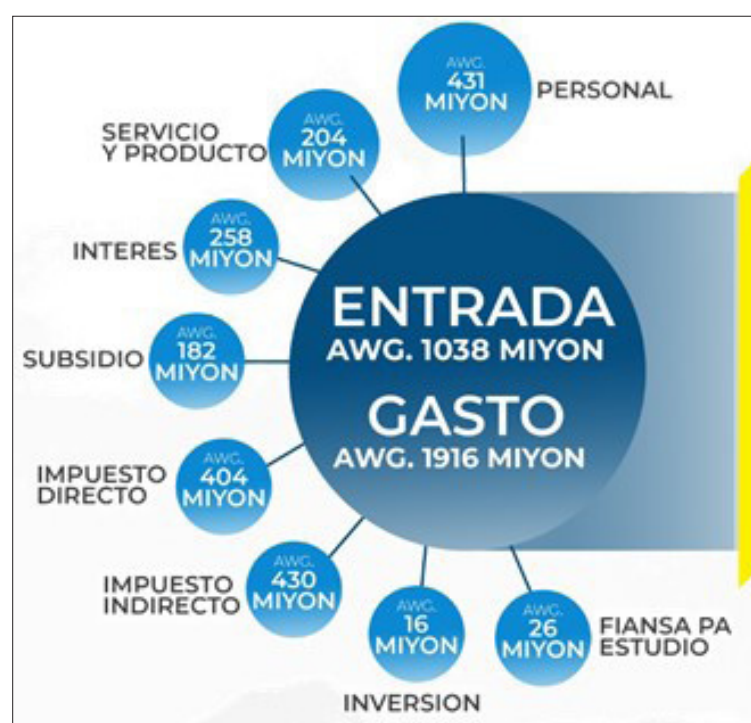 AWG.
431
MIYON
PERSONAL
SERVICIO
Y PRODUCTO
AWG.
204
MIYON
INTERES
AWG.
258
MIYON
SUBSIDIO
AWG.
182
MIYON
IMPUESTO
DIRECTO
AWG.
404
MIYON
IMPUESTO
INDIRECTO
AWG.
430
MIYON
INVERSION
AWG.
16
MIYON
AWG.
26
MIYON
FIANSA PA
ESTUDIO
ENTRADA
AWG. 1038 MIYON
GASTO
AWG. 1916 MIYON